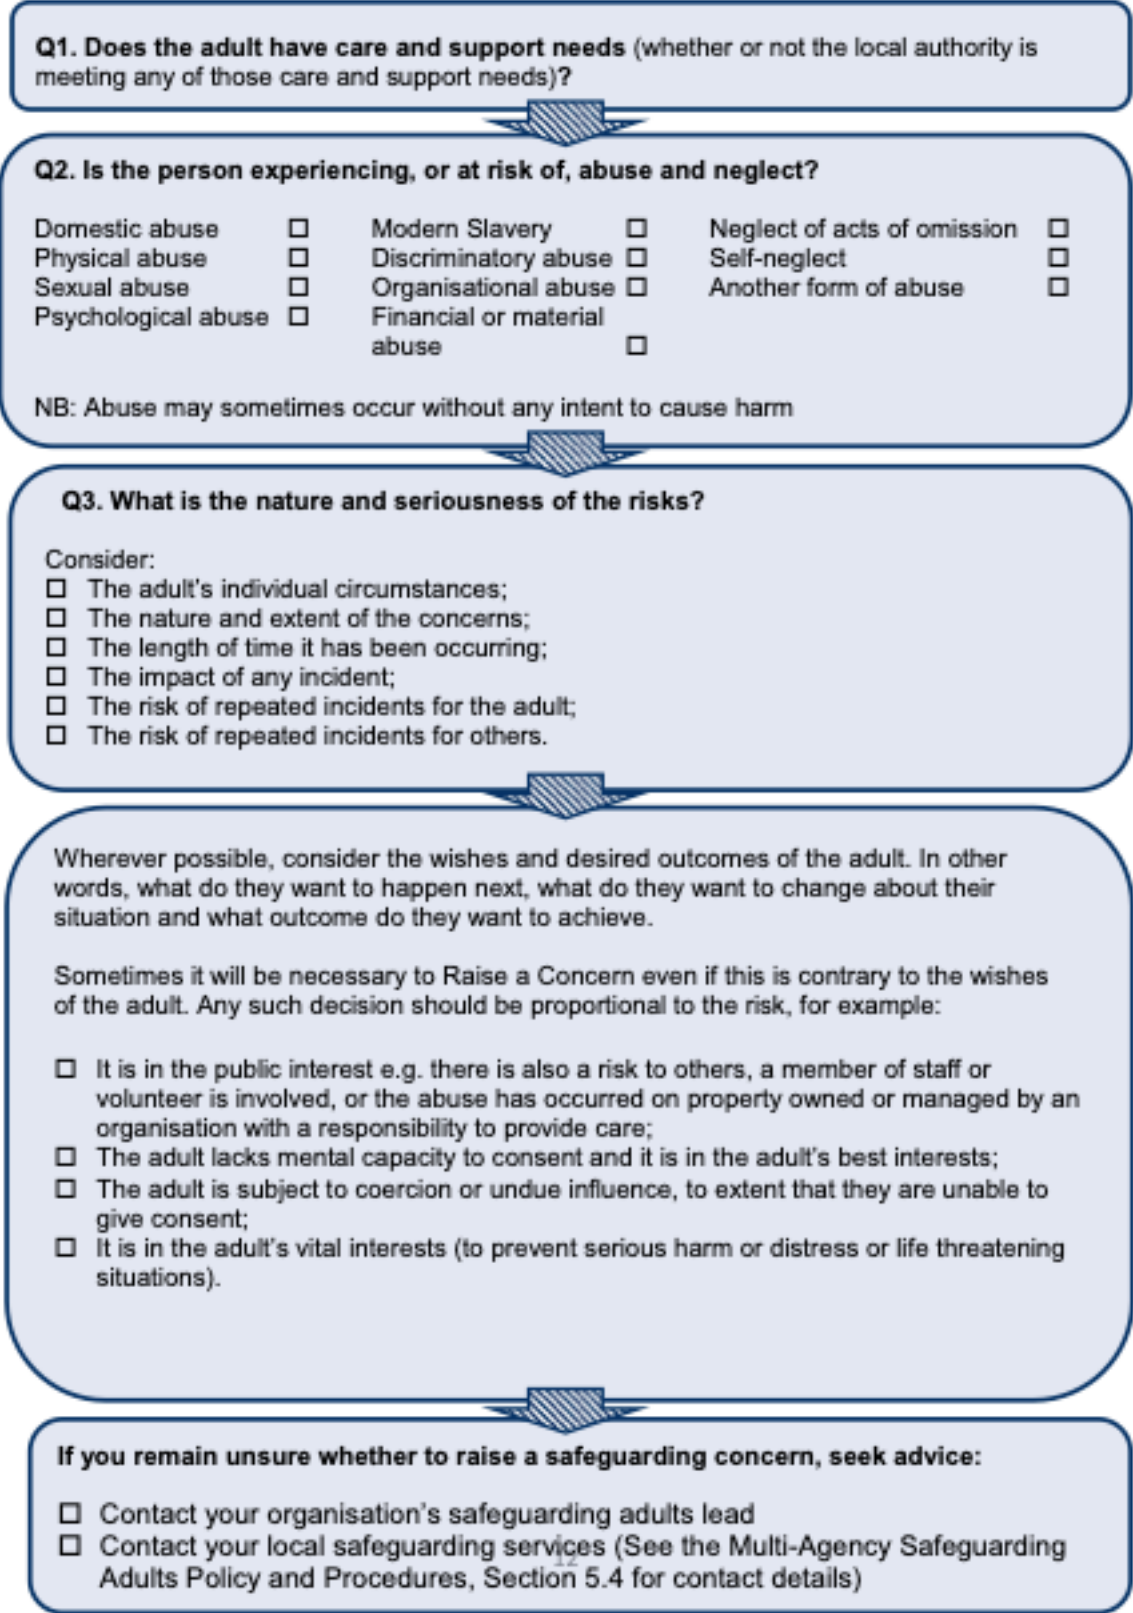 Q1. Does the adult have care and support needs (whether or not the local authority is
meeting any of those care and support needs)?
Q2. Is the person experiencing, or at risk of, abuse and neglect?
Domestic abuse ☐ Modern Slavery ☐ Neglect of acts of omission ☐
Physical abuse ☐ Discriminatory abuse ☐ Self-neglect ☐
Sexual abuse ☐ Organisational abuse ☐ Another form of abuse ☐
Psychological abuse ☐ Financial or material
abuse ☐
NB: Abuse may sometimes occur without any intent to cause harm
Q3. What is the nature and seriousness of the risks?
Consider:
☐ The adult's individual circumstances;
☐ The nature and extent of the concerns;
☐ The length of time it has been occurring;
☐ The impact of any incident;
☐ The risk of repeated incidents for the adult;
☐ The risk of repeated incidents for others.
Wherever possible, consider the wishes and desired outcomes of the adult. In other
words, what do they want to happen next, what do they want to change about their
situation and what outcome do they want to achieve.
Sometimes it will be necessary to Raise a Concern even if this is contrary to the wishes
of the adult. Any such decision should be proportional to the risk, for example:
☐ It is in the public interest e.g. there is also a risk to others, a member of staff or
volunteer is involved, or the abuse has occurred on property owned or managed by an
organisation with a responsibility to provide care;
☐ The adult lacks mental capacity to consent and it is in the adult's best interests;
☐ The adult is subject to coercion or undue influence, to extent that they are unable to
give consent;
☐ It is in the adult's vital interests (to prevent serious harm or distress or life threatening
situations).
If you remain unsure whether to raise a safeguarding concern, seek advice:
☐ Contact your organisation's safeguarding adults lead
☐ Contact your local safeguarding services (See the Multi-Agency Safeguarding
12
Adults Policy and Procedures, Section 5.4 for contact details)